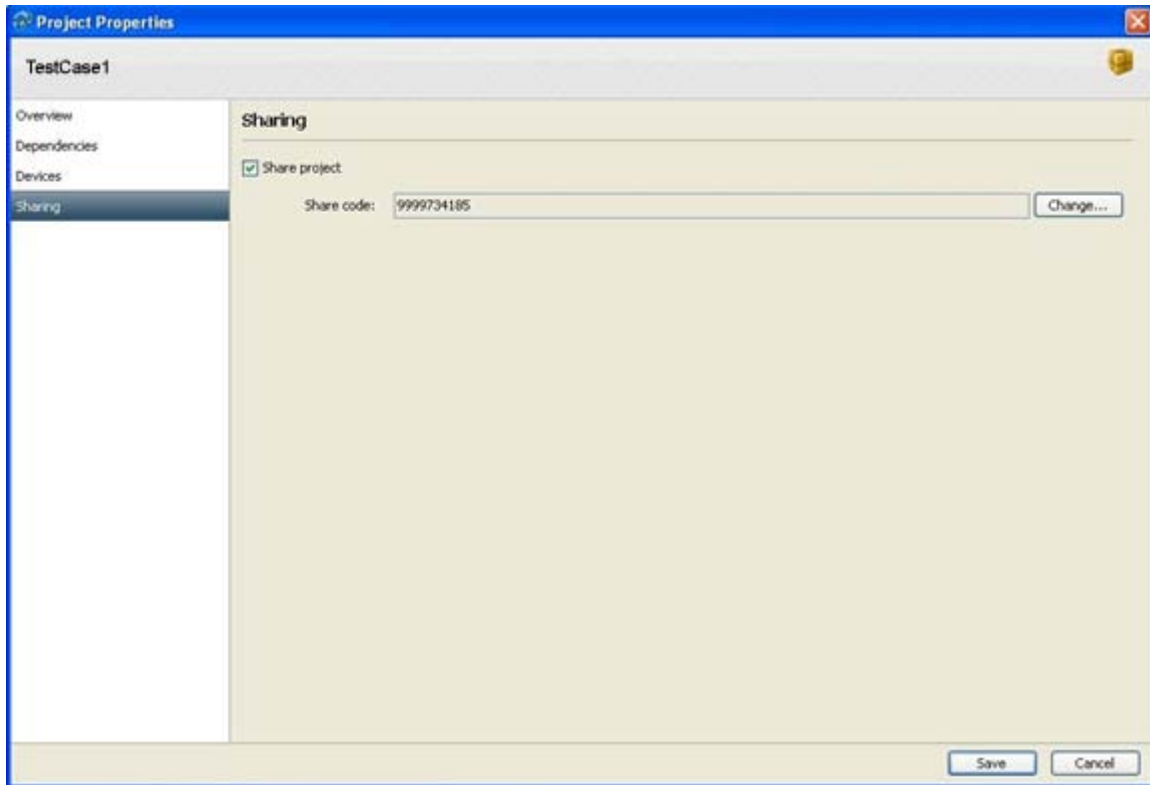 Project Properties
TestCase1
Overview
Dependencies
Devices
Sharing
Sharing
Share project
Share code: 9999734185 Change...
Save Cancel